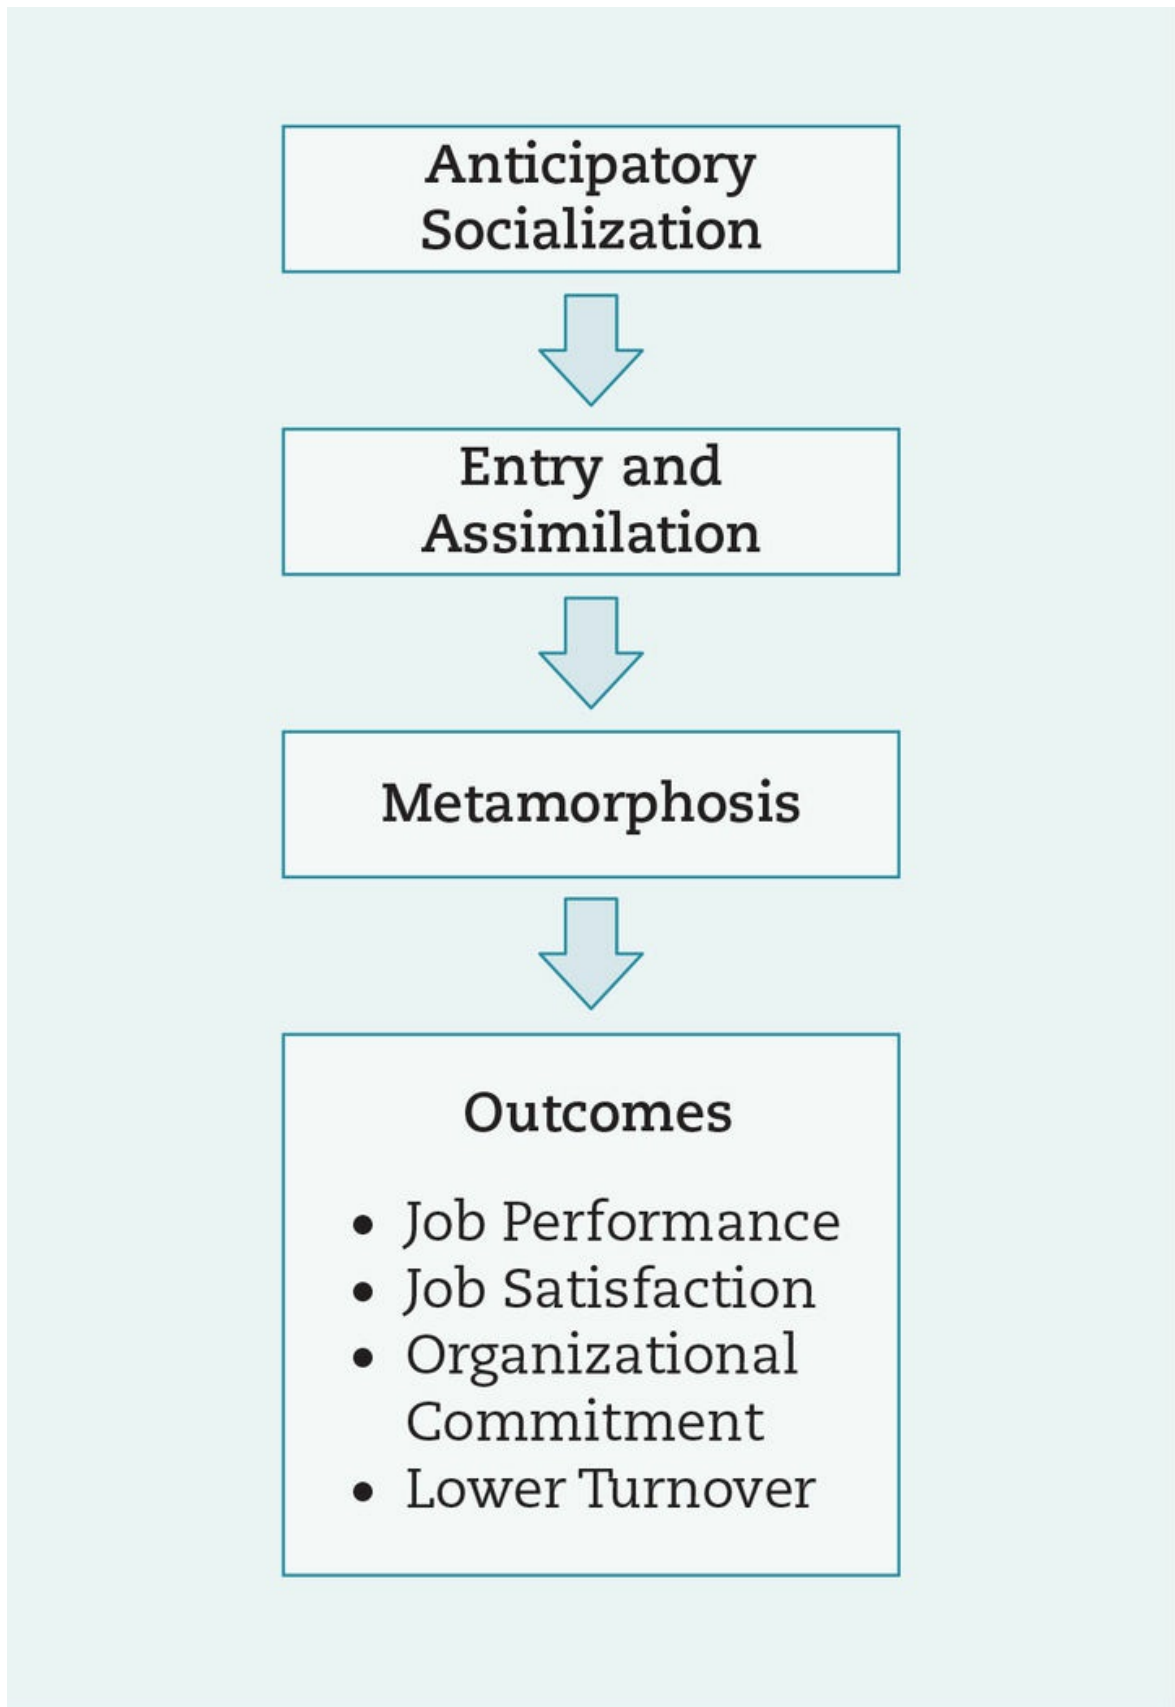 Anticipatory
Socialization
Entry and
Assimilation
Metamorphosis
Outcomes
• Job Performance
• Job Satisfaction
• Organizational
Commitment
• Lower Turnover